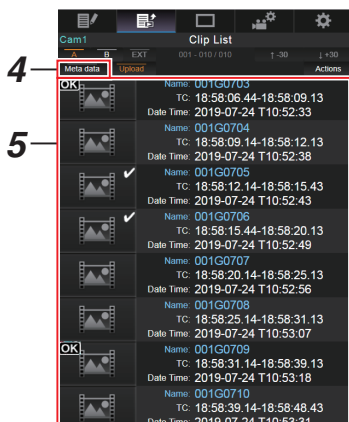 Cam1 Clip List
A B EXT 001 - 010 / 010 ↑-30 ↓+30
4 Meta data Upload Actions
5
OK Name: 001G0703
TC: 18:58:06.44-18:58:09.13
Date Time: 2019-07-24 T10:52:33
Name: 001G0704
TC: 18:58:09.14-18:58:12.13
Date Time: 2019-07-24 T10:52:38
Name: 001G0705
TC: 18:58:12.14-18:58:15.43
Date Time: 2019-07-24 T10:52:43
Name: 001G0706
TC: 18:58:15.44-18:58:20.13
Date Time: 2019-07-24 T10:52:49
Name: 001G0707
TC: 18:58:20.14-18:58:25.13
Date Time: 2019-07-24 T10:52:56
Name: 001G0708
TC: 18:58:25.14-18:58:31.13
Date Time: 2019-07-24 T10:53:07
OK Name: 001G0709
TC: 18:58:31.14-18:58:39.13
Date Time: 2019-07-24 T10:53:18
Name: 001G0710
TC: 18:58:39.14-18:58:48.43
Date Time: 2019-07-24 T10:53:31